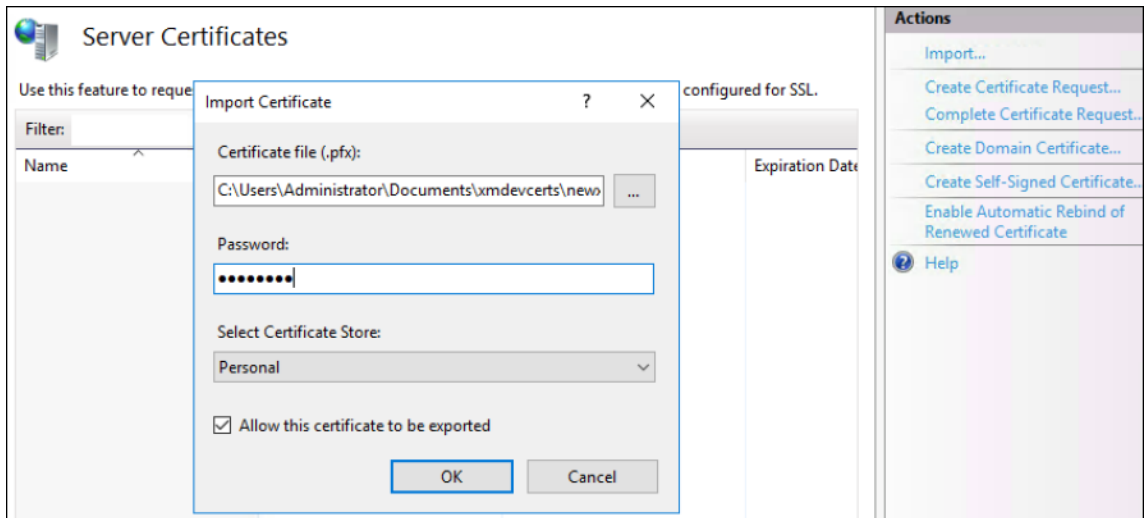 Server Certificates
Use this feature to reque
configured for SSL.
Filter:
Name
Expiration Date
Import Certificate
?
Certificate file (.pfx):
C:\Users\Administrator\Documents\xmdevcerts\new
...
Password:
••••••••
Select Certificate Store:
Personal
Allow this certificate to be exported
OK
Cancel
Actions
Import...
Create Certificate Request...
Complete Certificate Request...
Create Domain Certificate...
Create Self-Signed Certificate...
Enable Automatic Rebind of
Renewed Certificate
Help